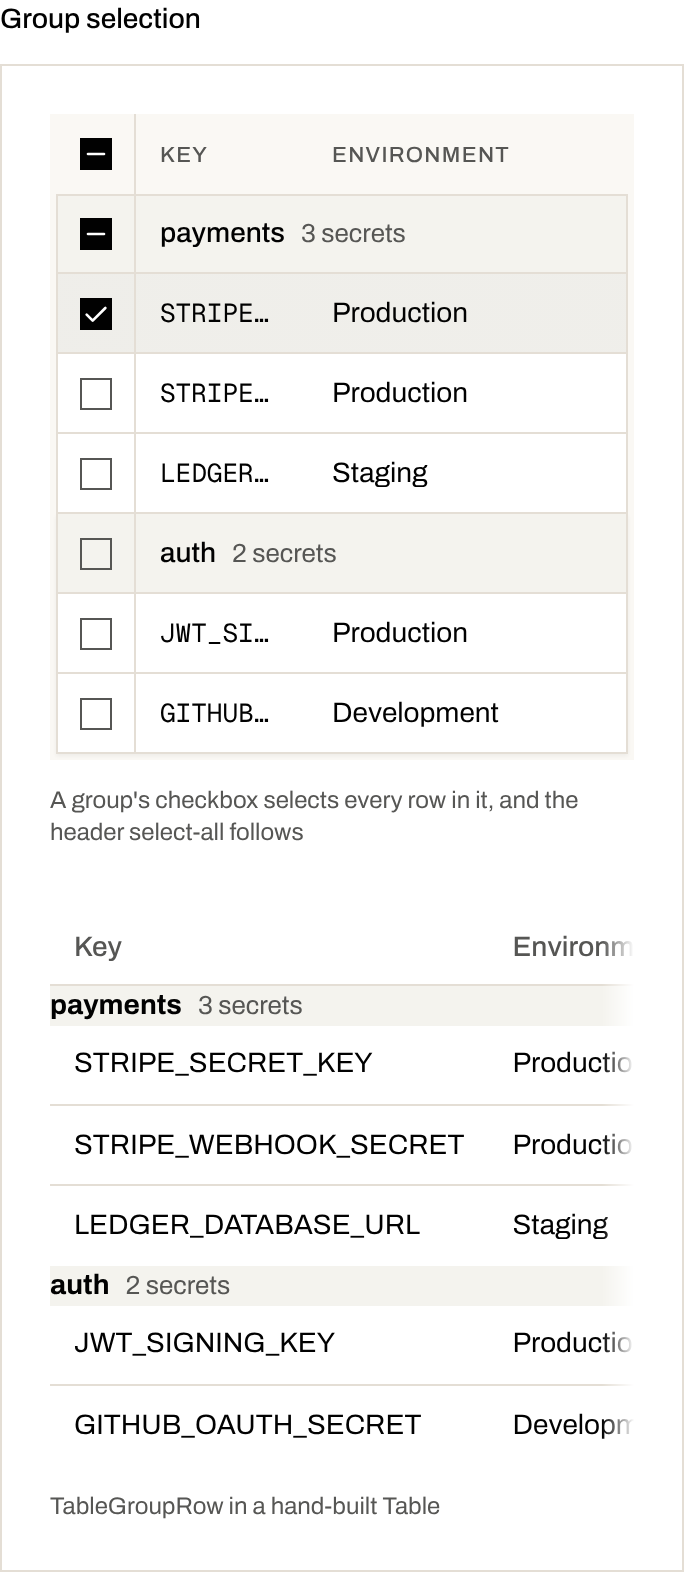 Group selection
KEY ENVIRONMENT
payments 3 secrets
STRIPE… Production
STRIPE… Production
LEDGER… Staging
auth 2 secrets
JWT_SI… Production
GITHUB… Development
A group's checkbox selects every row in it, and the
header select-all follows
Key Environm
payments 3 secrets
STRIPE_SECRET_KEY Productio
STRIPE_WEBHOOK_SECRET Productio
LEDGER_DATABASE_URL Staging
auth 2 secrets
JWT_SIGNING_KEY Productio
GITHUB_OAUTH_SECRET Developm
TableGroupRow in a hand-built Table